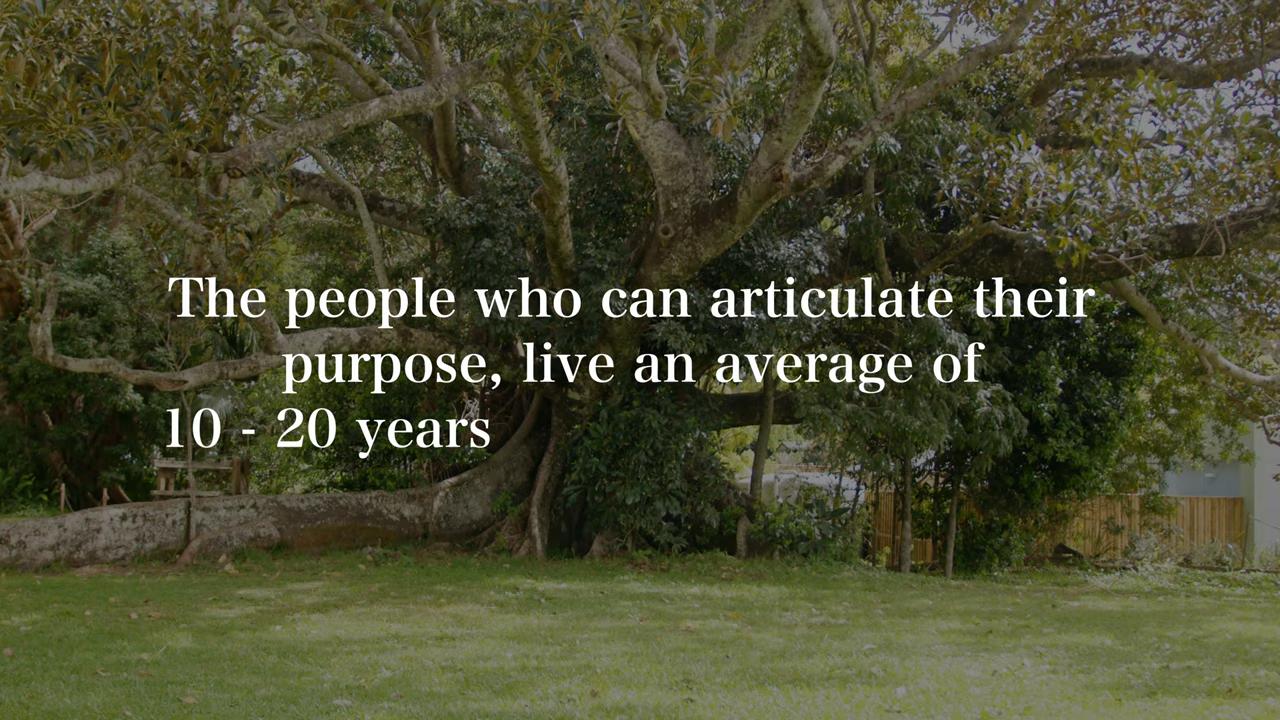 The people who can articulate their
purpose, live an average of
10 - 20 years